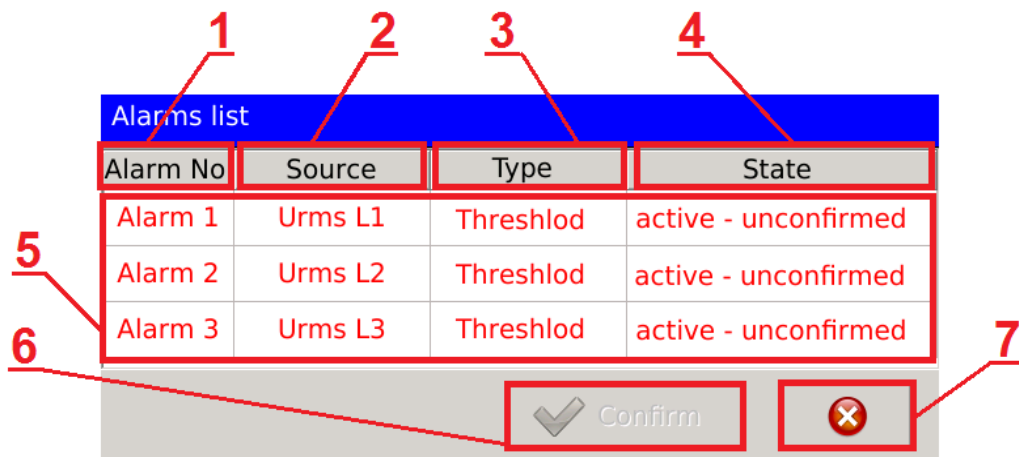 1 2 3 4
Alarms list
Alarm No Source Type State
Alarm 1 Urms L1 Threshlod active - unconfirmed
5
Alarm 2 Urms L2 Threshlod active - unconfirmed
Alarm 3 Urms L3 Threshlod active - unconfirmed
6 7
Confirm